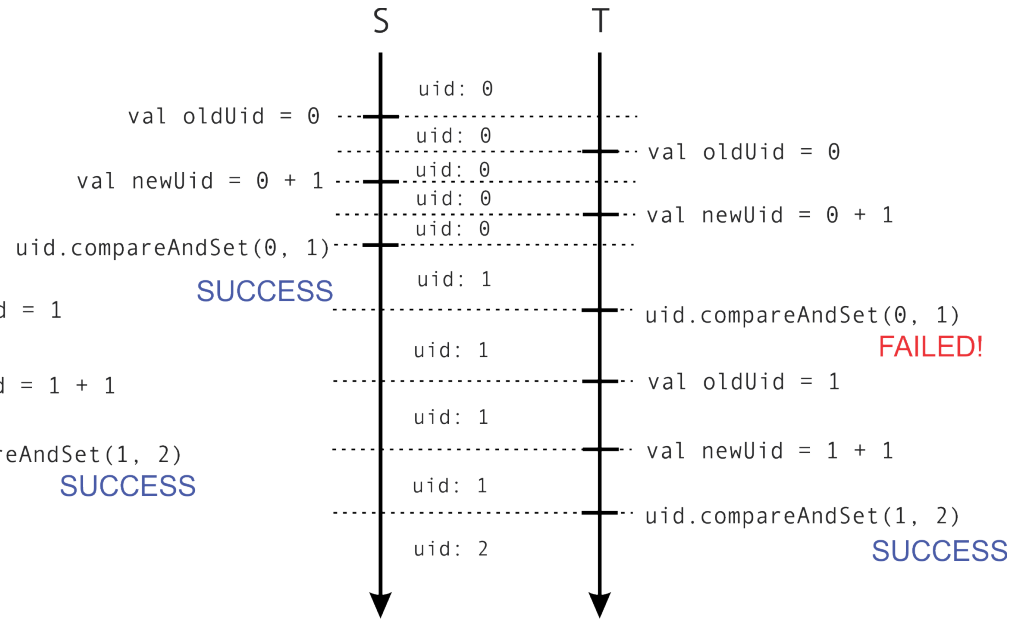 S T
uid: 0
val oldUid = 0
uid: 0
val oldUid = 0
uid: 0
val newUid = 0 + 1
uid: 0
val newUid = 0 + 1
uid: 0
uid.compareAndSet(0, 1)
uid: 1
SUCCESS
d = 1
uid.compareAndSet(0, 1)
FAILED!
uid: 1
d = 1 + 1
val oldUid = 1
uid: 1
reAndSet(1, 2)
val newUid = 1 + 1
SUCCESS
uid: 1
uid.compareAndSet(1, 2)
uid: 2
SUCCESS